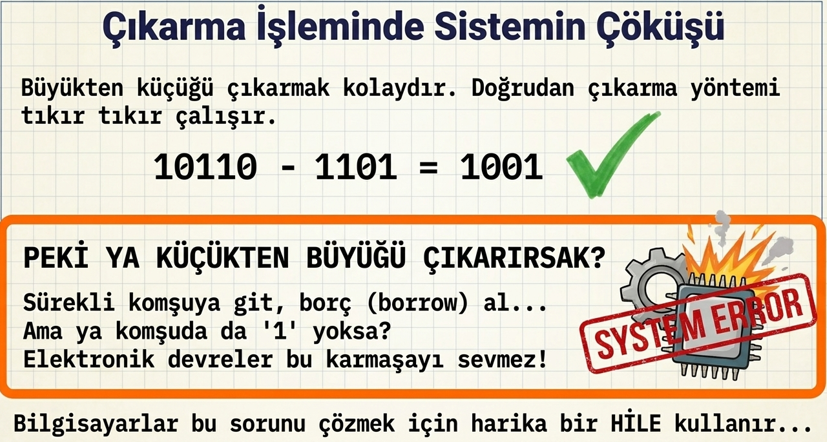 Çıkarma İşleminde Sistemin Çöküşü
Büyükten küçüğü çıkarmak kolaydır. Doğrudan çıkarma yöntemi
tıkır tıkır çalışır.
10110 - 1101 = 1001
PEKİ YA KÜÇÜKTEN BÜYÜĞÜ ÇIKARIRSAK?
Sürekli komşuya git, borç (borrow) al...
Ama ya komşuda da '1' yoksa?
Elektronik devreler bu karmaşayı sevmez!
SYSTEM ERROR
Bilgisayarlar bu sorunu çözmek için harika bir HİLE kullanır...